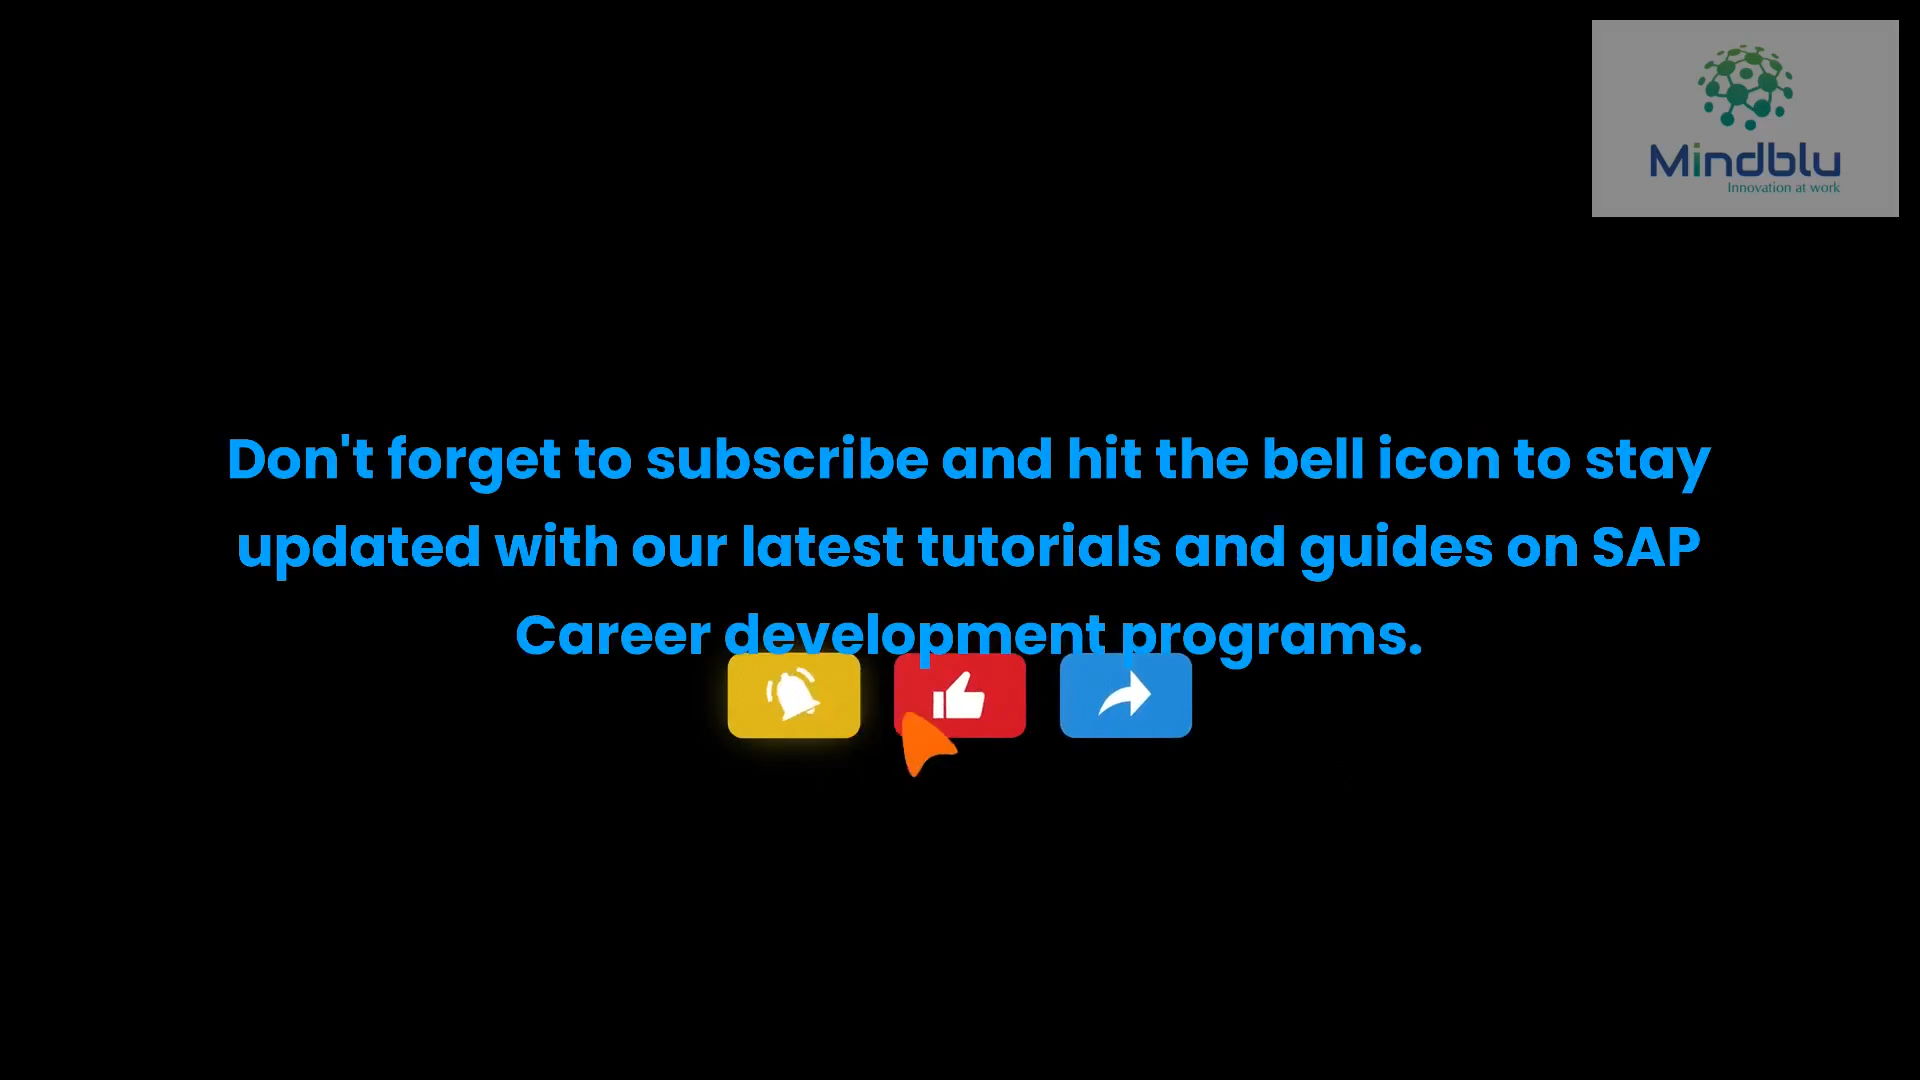 Mindblu
Innovation at work
Don't forget to subscribe and hit the bell icon to stay
updated with our latest tutorials and guides on SAP
Career development programs.